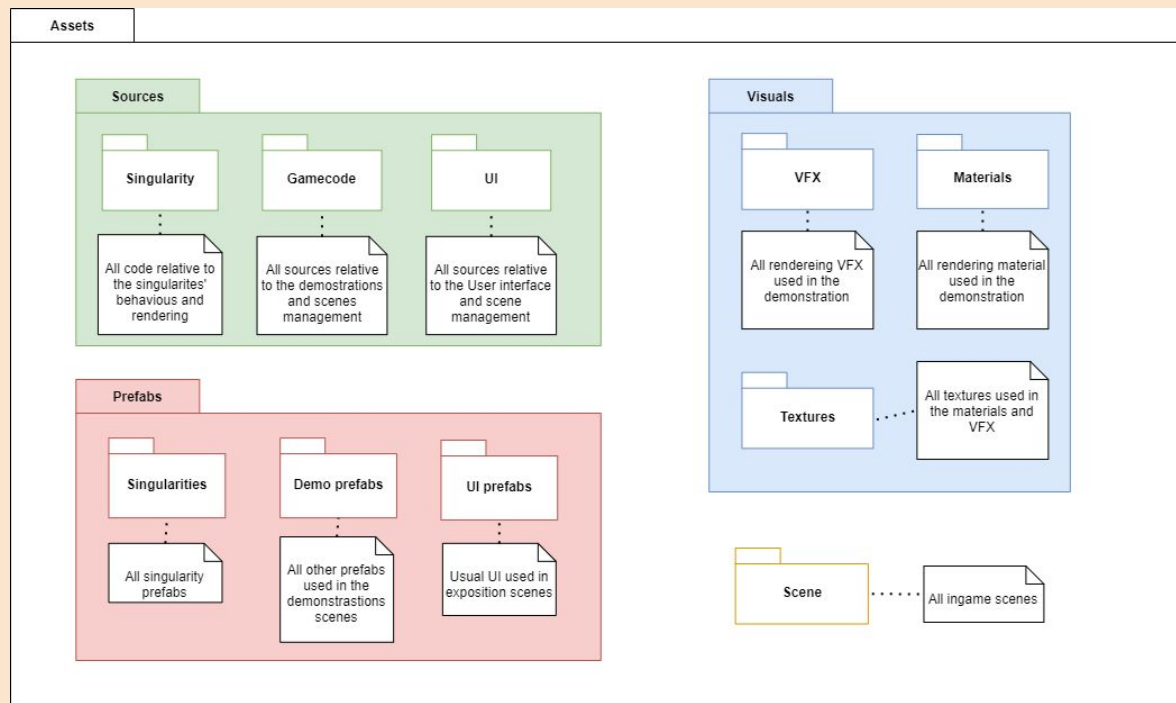 Assets
Sources
Singularity
Gamecode
UI
All code relative to
the singularites'
behavious and
rendering
All sources relative
to the demostrations
and scenes
management
All sources relative
to the User interface
and scene
management
Visuals
VFX
Materials
All rendereing VFX
used in the
demonstration
All rendering material
used in the
demonstration
Textures
All textures used in
the materials and
VFX
Prefabs
Singularities
Demo prefabs
UI prefabs
All singularity
prefabs
All other prefabs
used in the
demonstrastions
scenes
Usual UI used in
exposition scenes
Scene
All ingame scenes